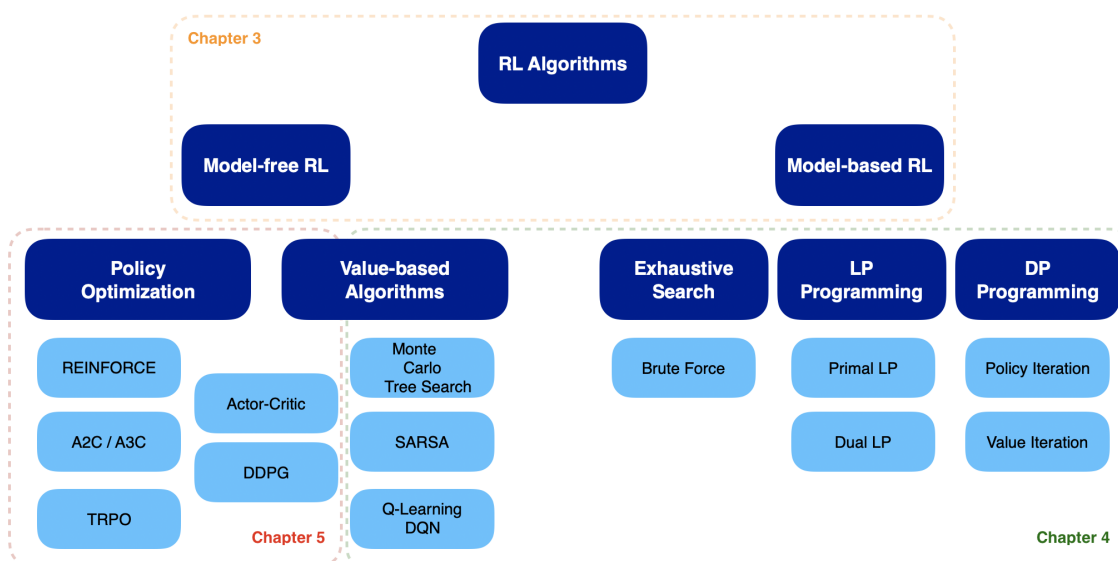 Chapter 3
RL Algorithms
Model-free RL
Model-based RL
Policy
Optimization
Value-based
Algorithms
Exhaustive
Search
LP
Programming
DP
Programming
REINFORCE
Actor-Critic
Monte
Carlo
Tree Search
Brute Force
Primal LP
Policy Iteration
A2C / A3C
DDPG
SARSA
Dual LP
Value Iteration
TRPO
Q-Learning
DQN
Chapter 5
Chapter 4